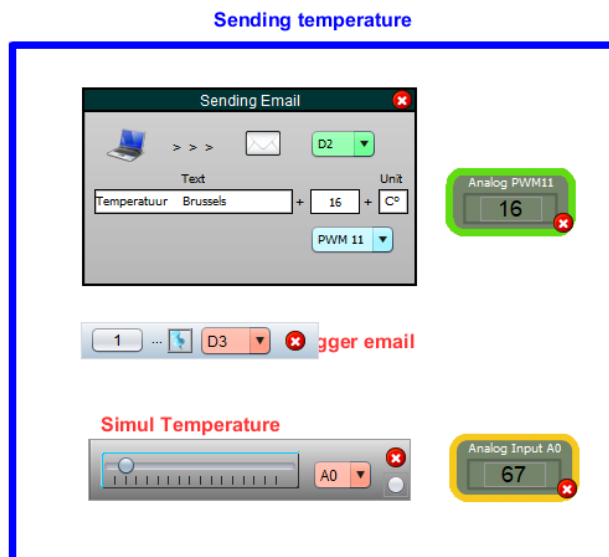 Sending temperature
Sending Email
> > >
D2
Text
Unit
Temperatuur Brussels + 16 + Cº
PWM 11
Analog PWM11
16
1 ... D3
gger email
Simul Temperature
A0
Analog Input A0
67